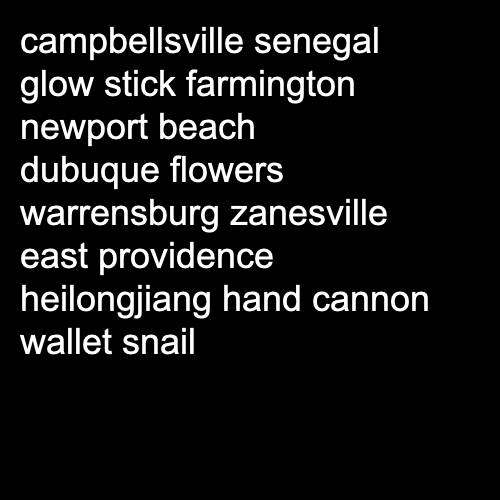 campbellsville senegal
glow stick farmington
newport beach
dubuque flowers
warrensburg zanesville
east providence
heilongjiang hand cannon
wallet snail